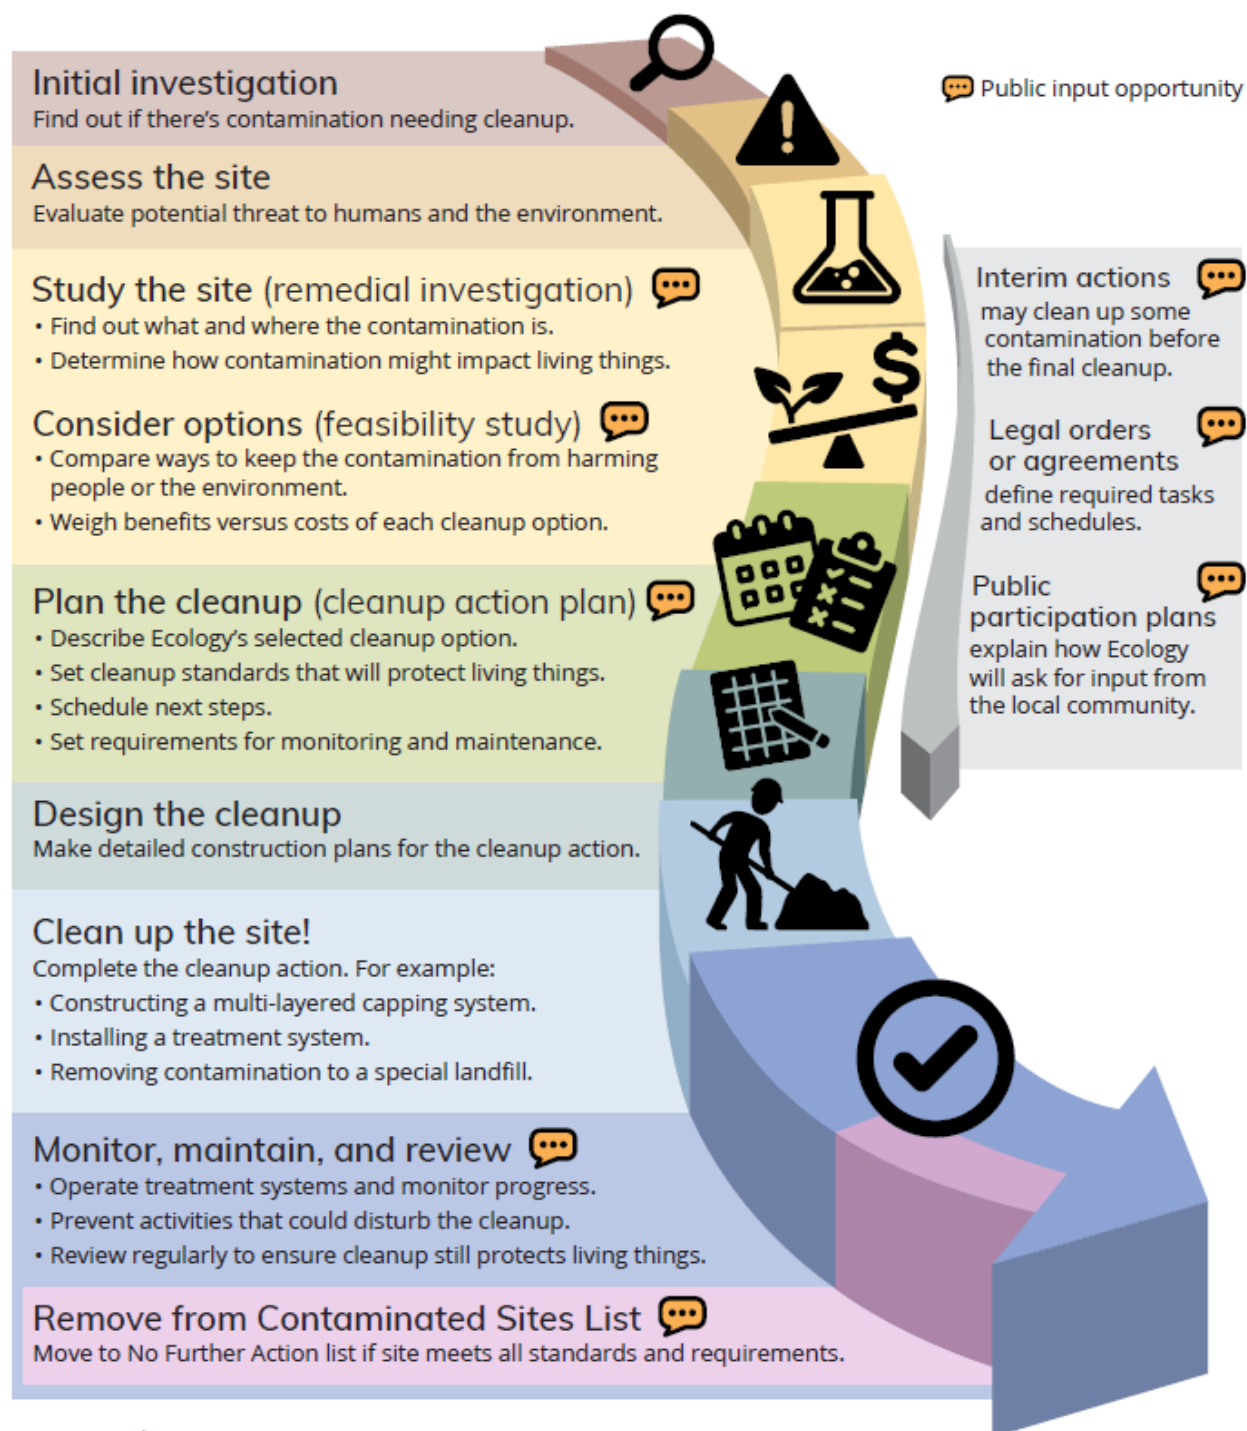 Initial investigation
Find out if there's contamination needing cleanup.
Public input opportunity
Assess the site
Evaluate potential threat to humans and the environment.
Study the site (remedial investigation)
• Find out what and where the contamination is.
• Determine how contamination might impact living things.
Consider options (feasibility study)
• Compare ways to keep the contamination from harming
people or the environment.
• Weigh benefits versus costs of each cleanup option.
Plan the cleanup (cleanup action plan)
• Describe Ecology's selected cleanup option.
• Set cleanup standards that will protect living things.
• Schedule next steps.
• Set requirements for monitoring and maintenance.
Design the cleanup
Make detailed construction plans for the cleanup action.
Clean up the site!
Complete the cleanup action. For example:
• Constructing a multi-layered capping system.
• Installing a treatment system.
• Removing contamination to a special landfill.
Monitor, maintain, and review
• Operate treatment systems and monitor progress.
• Prevent activities that could disturb the cleanup.
• Review regularly to ensure cleanup still protects living things.
Remove from Contaminated Sites List
Move to No Further Action list if site meets all standards and requirements.
Interim actions
may clean up some
contamination before
the final cleanup.
Legal orders
or agreements
define required tasks
and schedules.
Public
participation plans
explain how Ecology
will ask for input from
the local community.
$